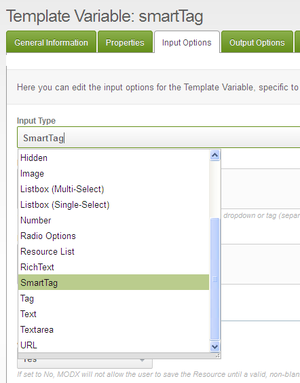 Template Variable: smartTag
General Information
Properties
Input Options
Output Options
Here you can edit the input options for the Template Variable, specific to
Input Type
SmartTag
Hidden
Image
Listbox (Multi-Select)
Listbox (Single-Select)
Number
dropdown or tag (separ
Radio Options
Resource List
RichText
SmartTag
Tag
Text
Textarea
URL
Yes
If set to No, MODX will not allow the user to save the Resource until a valid, non-blan